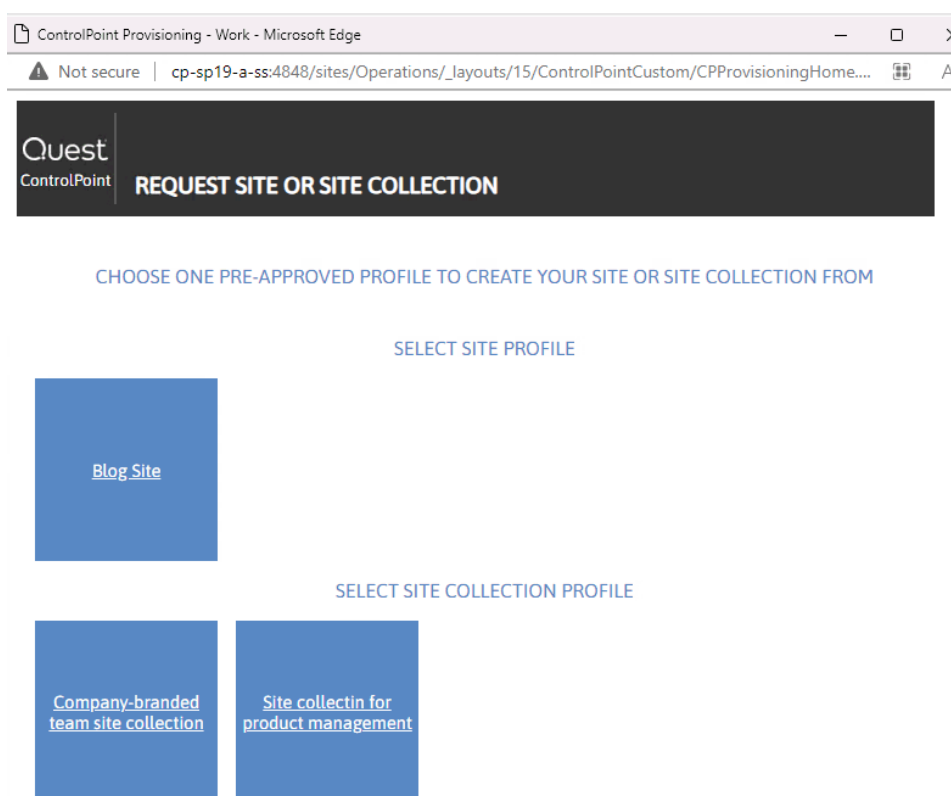 ControlPoint Provisioning - Work - Microsoft Edge
Not secure | cp-sp19-a-ss:4848/sites/Operations/_layouts/15/ControlPointCustom/CPProvisioningHome....
Quest
ControlPoint
REQUEST SITE OR SITE COLLECTION
CHOOSE ONE PRE-APPROVED PROFILE TO CREATE YOUR SITE OR SITE COLLECTION FROM
SELECT SITE PROFILE
Blog Site
SELECT SITE COLLECTION PROFILE
Company-branded
team site collection
Site collectin for
product management